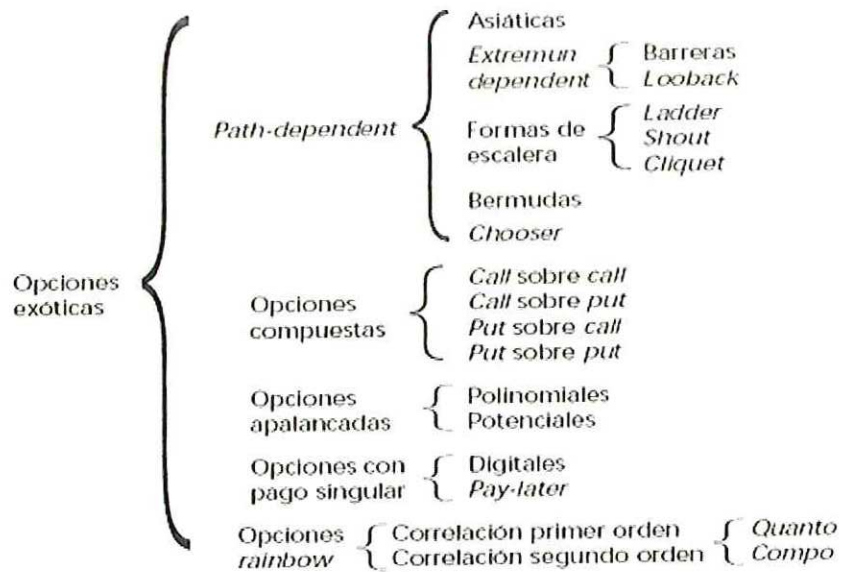 Opciones
exóticas
Path-dependent
Asiáticas
Extremun
dependent
Barreras
Looback
Formas de
escalera
Ladder
Shout
Cliquet
Bermudas
Chooser
Opciones
compuestas
Call sobre call
Call sobre put
Put sobre call
Put sobre put
Opciones
apalancadas
Polinomiales
Potenciales
Opciones con
pago singular
Digitales
Pay-later
Opciones
rainbow
Correlación primer orden
Correlación segundo orden
Quanto
Compo